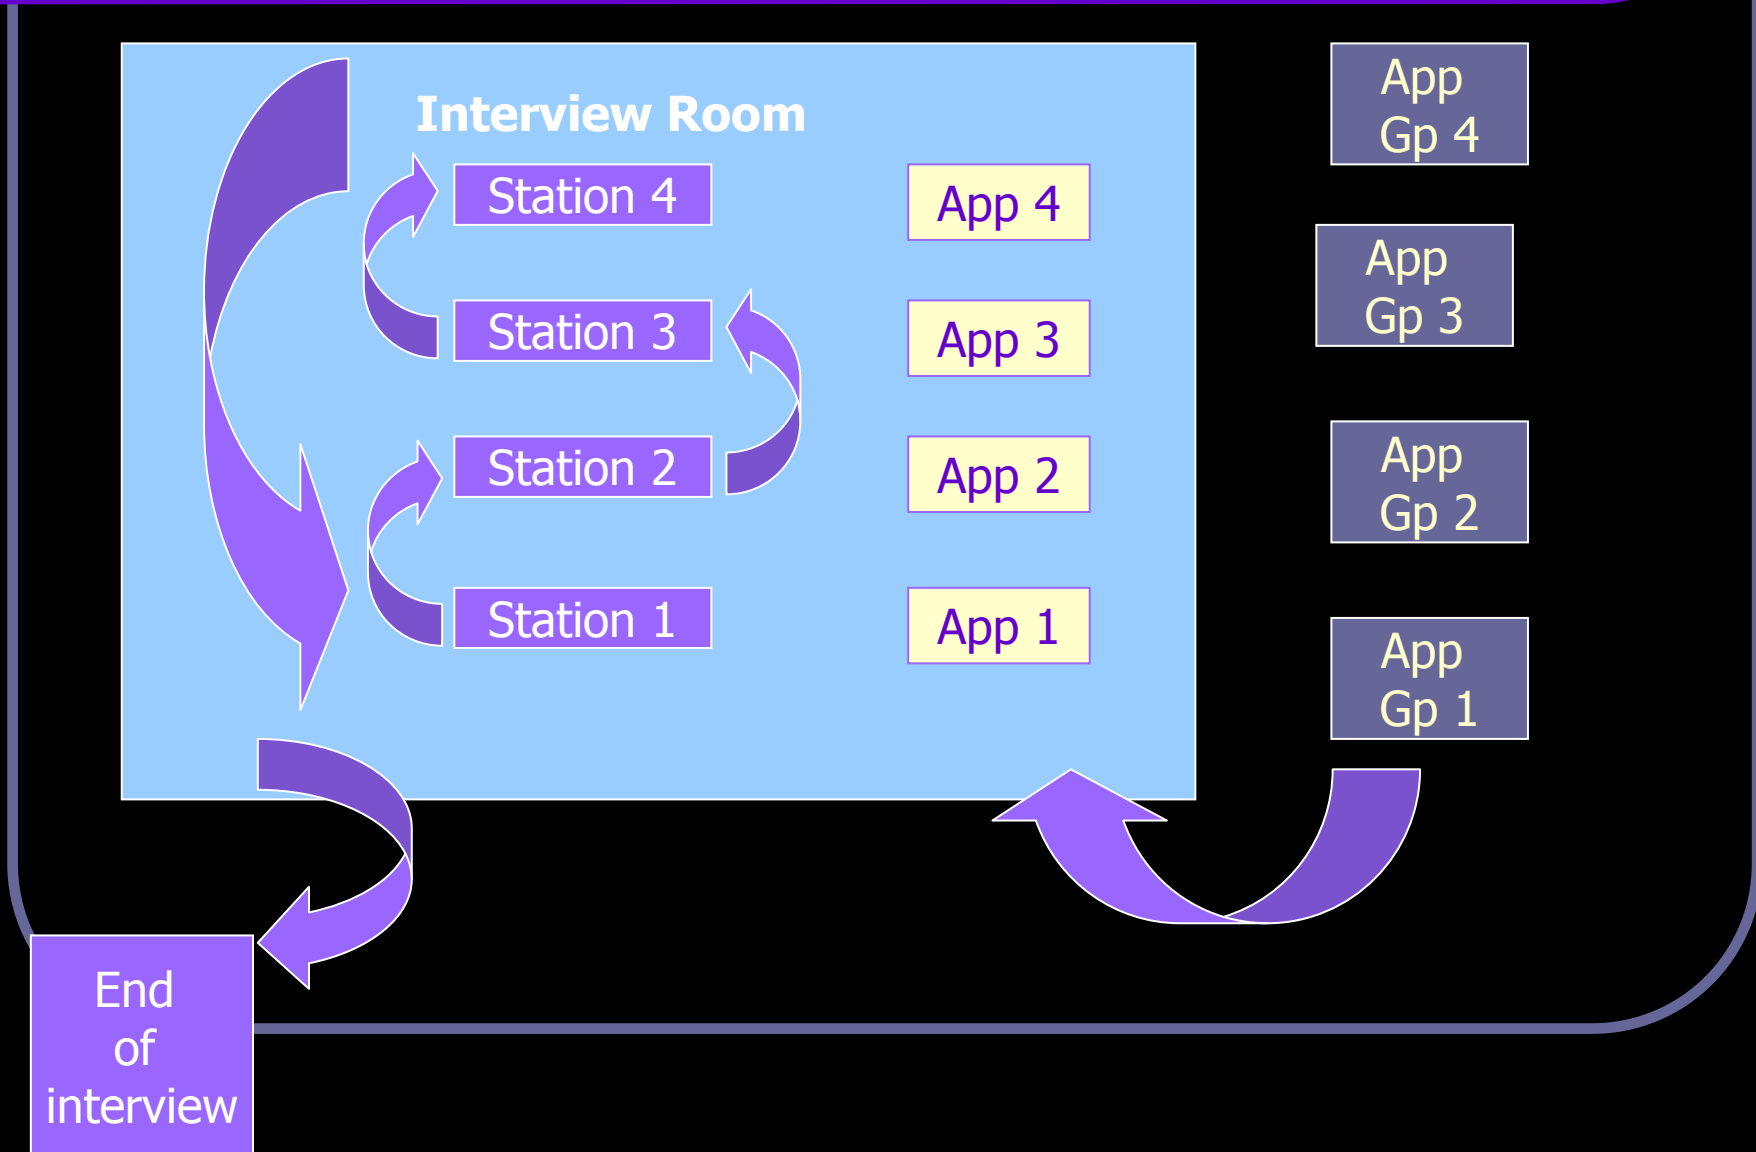 Interview Room
Station 4
App 4
Station 3
App 3
Station 2
App 2
Station 1
App 1
App
Gp 4
App
Gp 3
App
Gp 2
App
Gp 1
End
of
interview